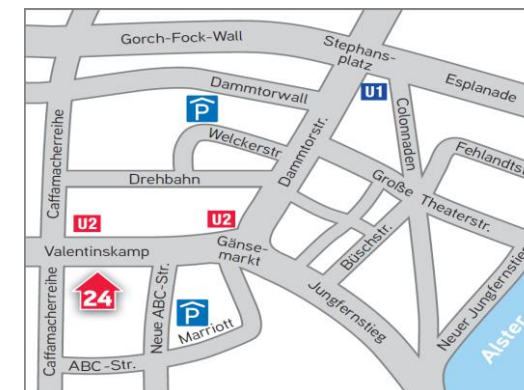 Gorch-Fock-Wall
Stephans-
platz
Esplanade
U1
Dammtorwall
Colonnaden
P
Welckerstr.
Dammtorstr.
Fehlandtst
Caffamacherreihe
Drehbahn
Große Theaterstr.
U2
U2
Büschstr.
Valentinskamp
Gänse-
markt
Jungfernstieg
Neuer Jungfernstieg
24
Neue ABC-Str.
P
Marriott
Caffamacherreihe
ABC-Str.
Alster